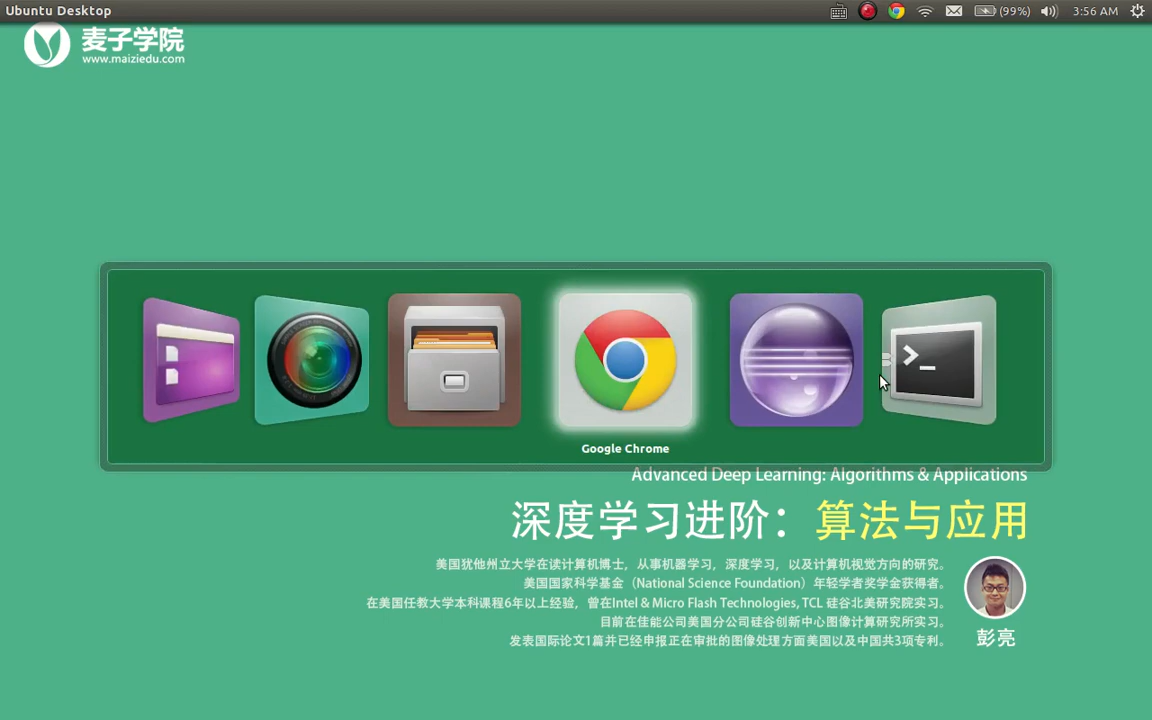 Ubuntu Desktop
(99%)
3:56 AM
麦子学院
www.maiziedu.com
>_
Google Chrome
Advanced Deep Learning: Algorithms & Applications
深度学习进阶：算法与应用
美国犹他州立大学在读计算机博士，从事机器学习，深度学习，以及计算机视觉方向的研究。
美国国家科学基金（National Science Foundation）年轻学者奖学金获得者。
在美国任教大学本科课程6年以上经验，曾在Intel & Micro Flash Technologies, TCL 硅谷北美研究院实习。
目前在佳能公司美国分公司硅谷创新中心图像计算研究所实习。
发表国际论文1篇并已经申报正在审批的图像处理方面美国以及中国共3项专利。
彭亮